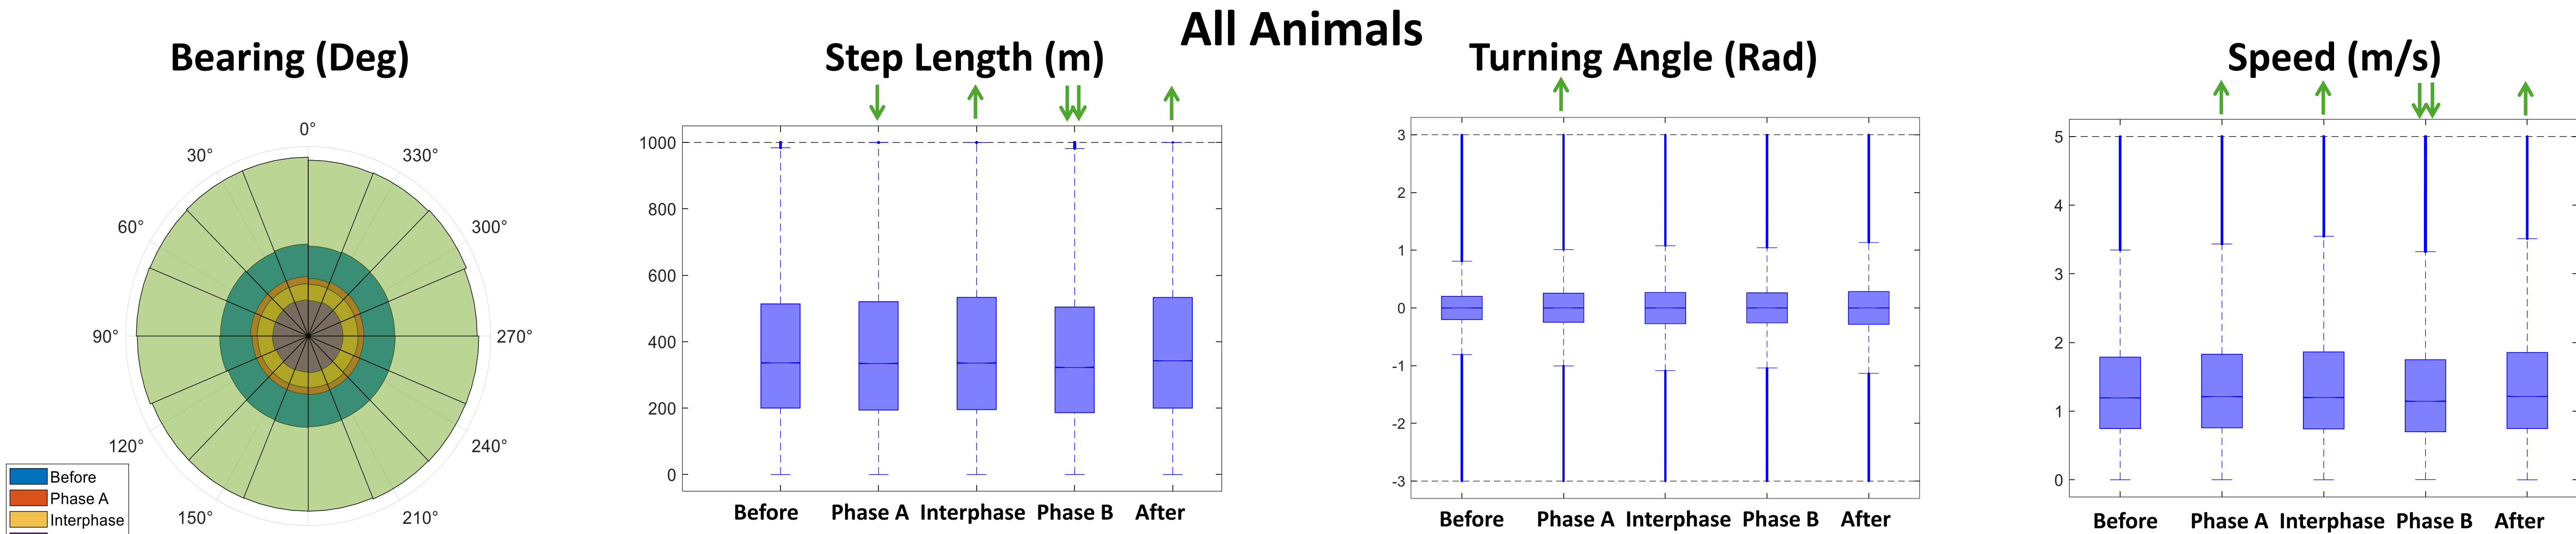 All Animals
Bearing (Deg)
Step Length (m)
Turning Angle (Rad)
Speed (m/s)
0°
30°
330°
60°
300°
90°
270°
120°
240°
150°
210°
Before
Phase A
Interphase
1000
800
600
400
200
0
Before Phase A Interphase Phase B After
3
2
1
0
-1
-2
-3
Before Phase A Interphase Phase B After
5
4
3
2
1
0
Before Phase A Interphase Phase B After